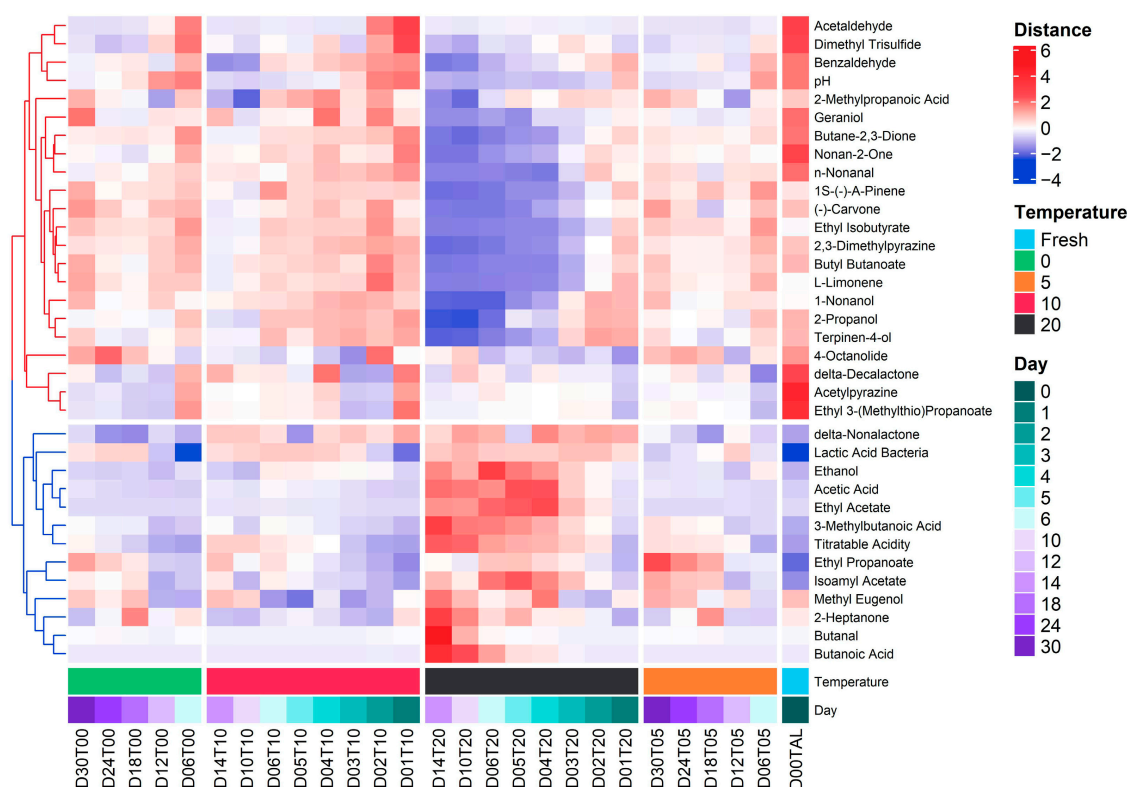 Acetaldehyde
Dimethyl Trisulfide
Benzaldehyde
pH
2-Methylpropanoic Acid
Geraniol
Butane-2,3-Dione
Nonan-2-One
n-Nonanal
1S-(-)-A-Pinene
(-)-Carvone
Ethyl Isobutyrate
2,3-Dimethylpyrazine
Butyl Butanoate
L-Limonene
1-Nonanol
2-Propanol
Terpinen-4-ol
4-Octanolide
delta-Decalactone
Acetylpyrazine
Ethyl 3-(Methylthio)Propanoate
delta-Nonalactone
Lactic Acid Bacteria
Ethanol
Acetic Acid
Ethyl Acetate
3-Methylbutanoic Acid
Titratable Acidity
Ethyl Propanoate
Isoamyl Acetate
Methyl Eugenol
2-Heptanone
Butanal
Butanoic Acid
Temperature
Day
D30T00
D24T00
D18T00
D12T00
D06T00
D14T10
D10T10
D06T10
D05T10
D04T10
D03T10
D02T10
D01T10
D14T20
D10T20
D06T20
D05T20
D04T20
D03T20
D02T20
D01T20
D30T05
D24T05
D18T05
D12T05
D06T05
D00TAL
Distance
6
4
2
0
−2
−4
Temperature
Fresh
0
5
10
20
Day
0
1
2
3
4
5
6
10
12
14
18
24
30